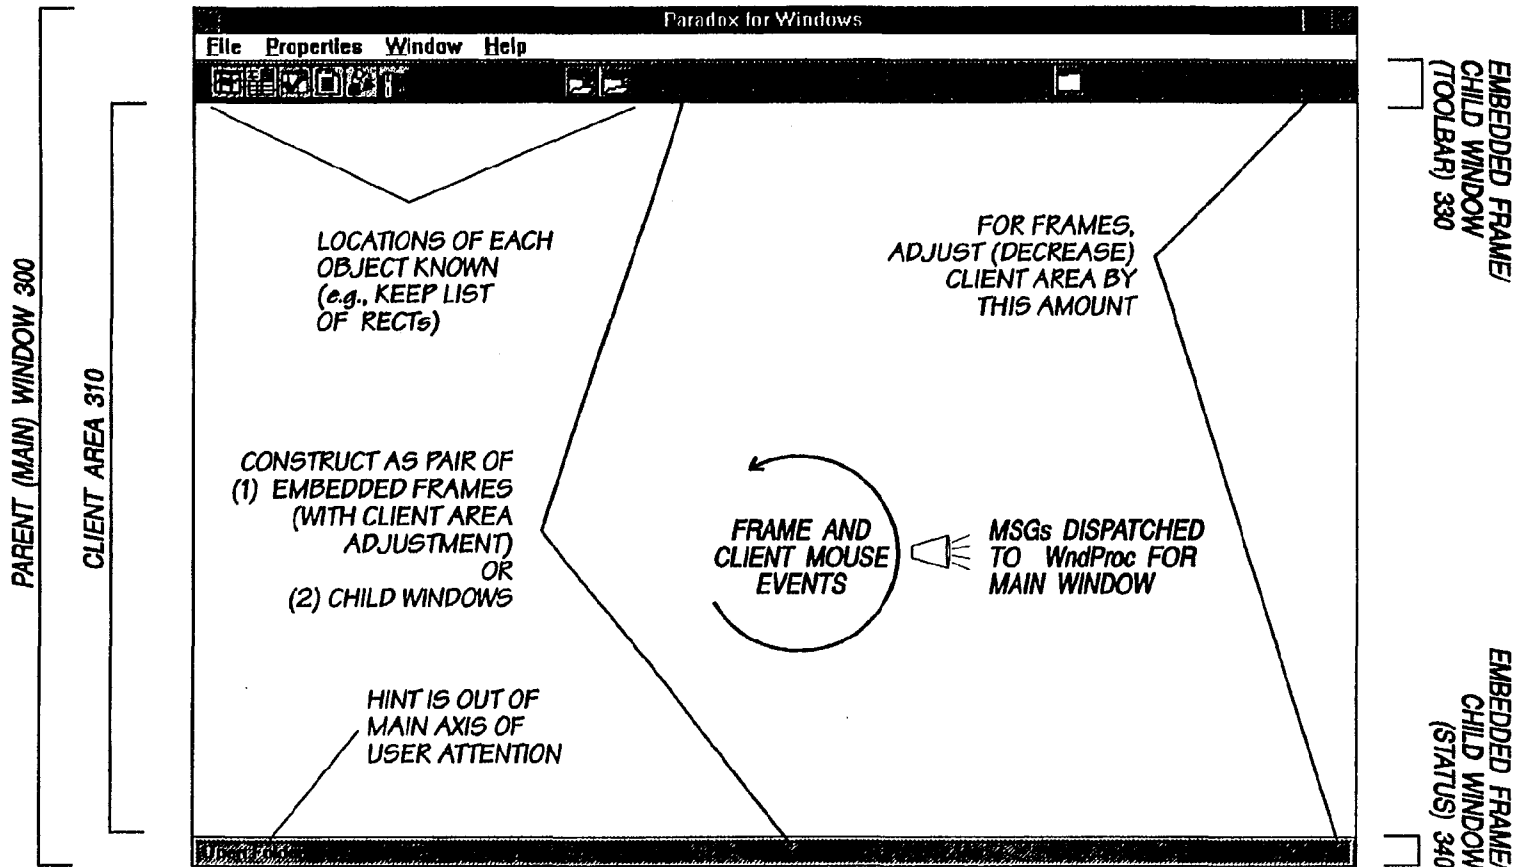 Paradox for Windows
File Properties Window Help
EMBEDDED FRAME/
CHILD WINDOW
(TOOLBAR) 330
PARENT (MAIN) WINDOW 300
CLIENT AREA 310
LOCATIONS OF EACH
OBJECT KNOWN
(e.g., KEEP LIST
OF RECTs)
FOR FRAMES,
ADJUST (DECREASE)
CLIENT AREA BY
THIS AMOUNT
CONSTRUCT AS PAIR OF
(1) EMBEDDED FRAMES
(WITH CLIENT AREA
ADJUSTMENT)
OR
(2) CHILD WINDOWS
FRAME AND
CLIENT MOUSE
EVENTS
MSGs DISPATCHED
TO WndProc FOR
MAIN WINDOW
HINT IS OUT OF
MAIN AXIS OF
USER ATTENTION
EMBEDDED FRAME/
CHILD WINDOW
(STATUS) 340
Open Folder